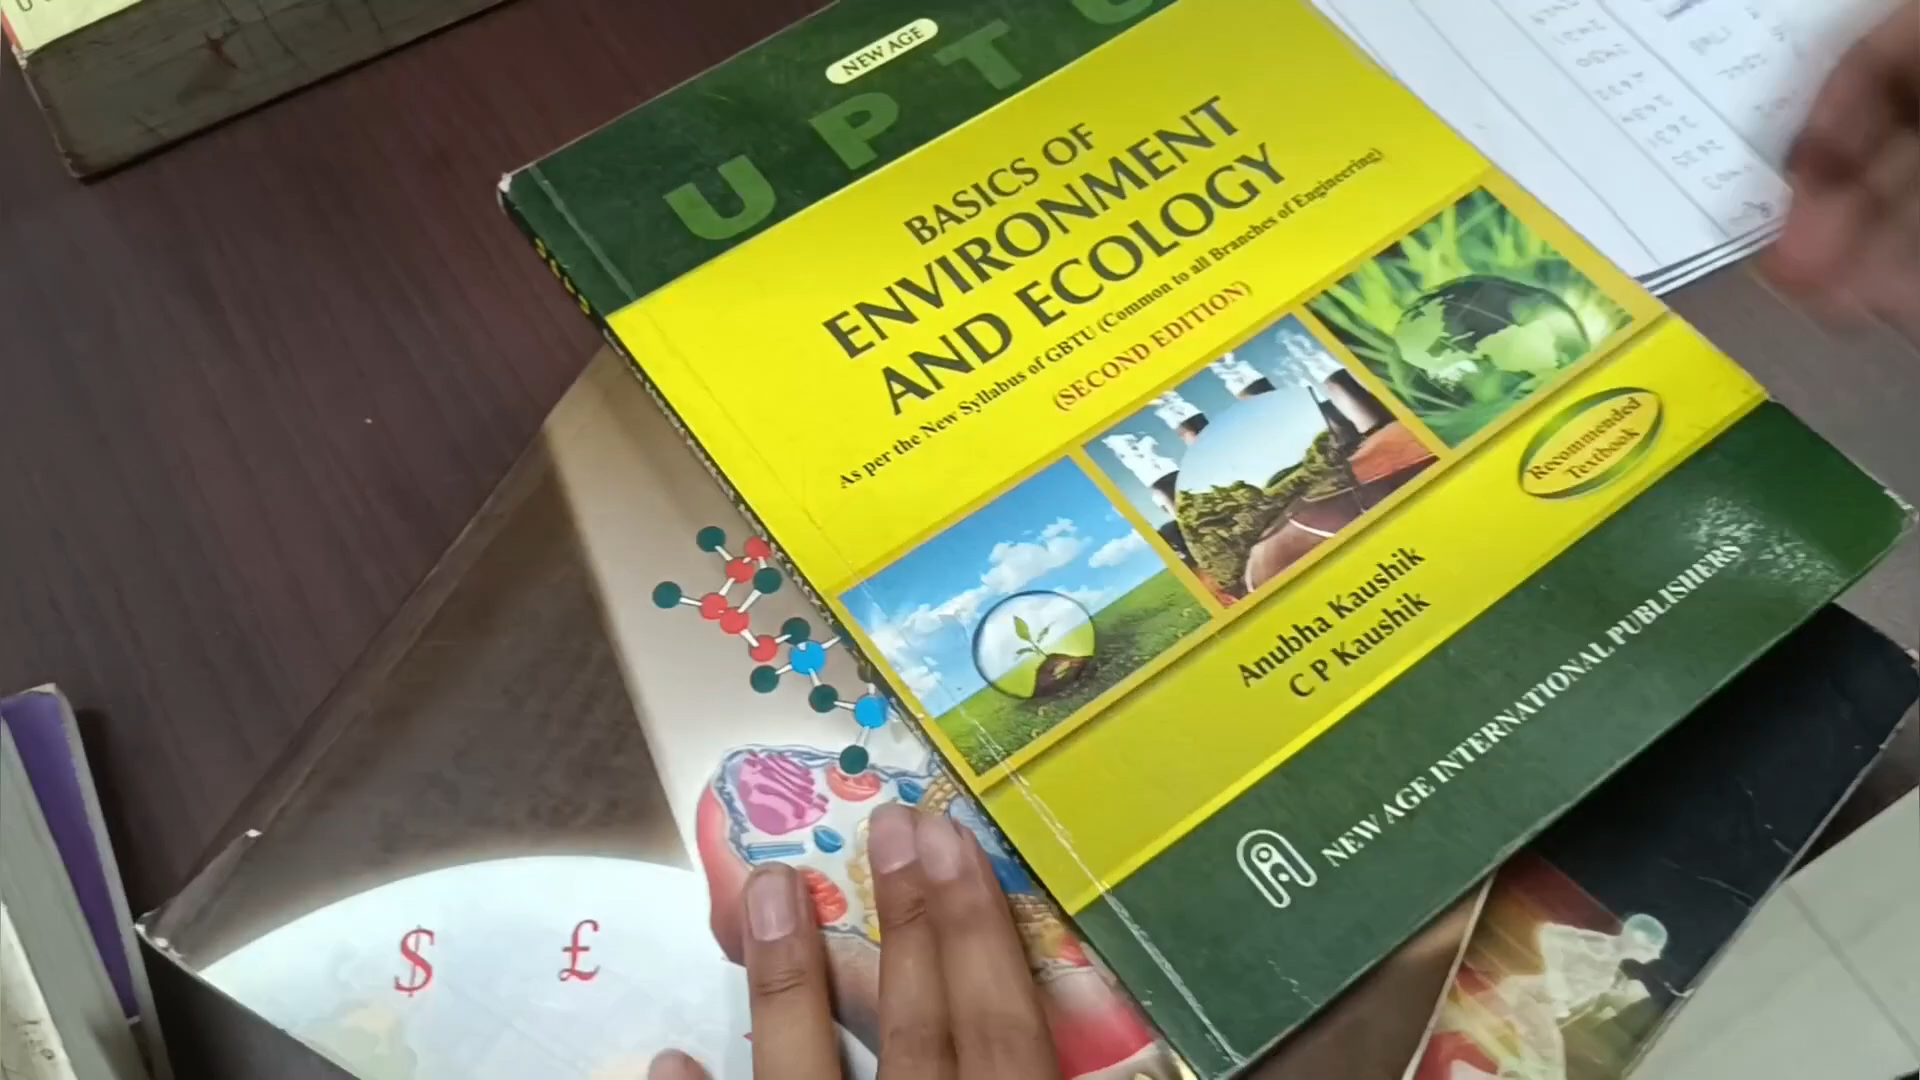 NEW AGE
U P T U
BASICS OF
ENVIRONMENT
AND ECOLOGY
As per the New Syllabus of GBTU (Common to all Branches of Engineering)
(SECOND EDITION)
Recommended
Textbook
Anubha Kaushik
C P Kaushik
NEW AGE INTERNATIONAL PUBLISHERS
$ £